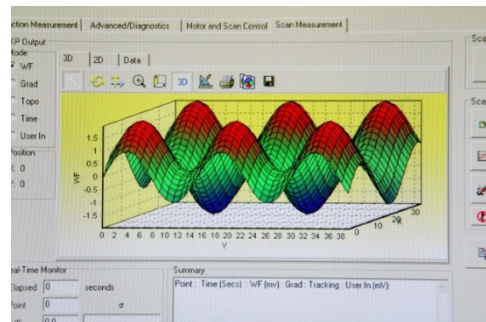 ction Measurement Advanced/Diagnostics Motor and Scan Control Scan Measurement
KP Output
Mode
WF
Grad
Topo
Time
User In
Position
: 0
: 0
3D 2D Data
3D
1.5
1
0.5
0
-0.5
-1
-1.5
WF
0 2 4 6 8 10 12 14 16 18 20 22 24 26 28 30 32 34 36 38
Y
0 10 20 30
X
Sca
Sca
eal-Time Monitor
Elapsed 0 seconds
Point 0 σ
0.0
Summary
Point : Time (Secs) : WF (mv) : Grad : Tracking : User In (mV)